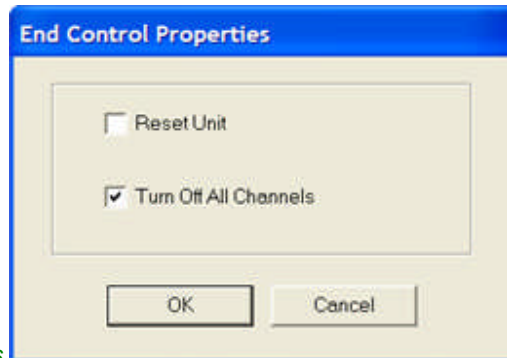 End Control Properties
Reset Unit
Turn Off All Channels
OK
Cancel